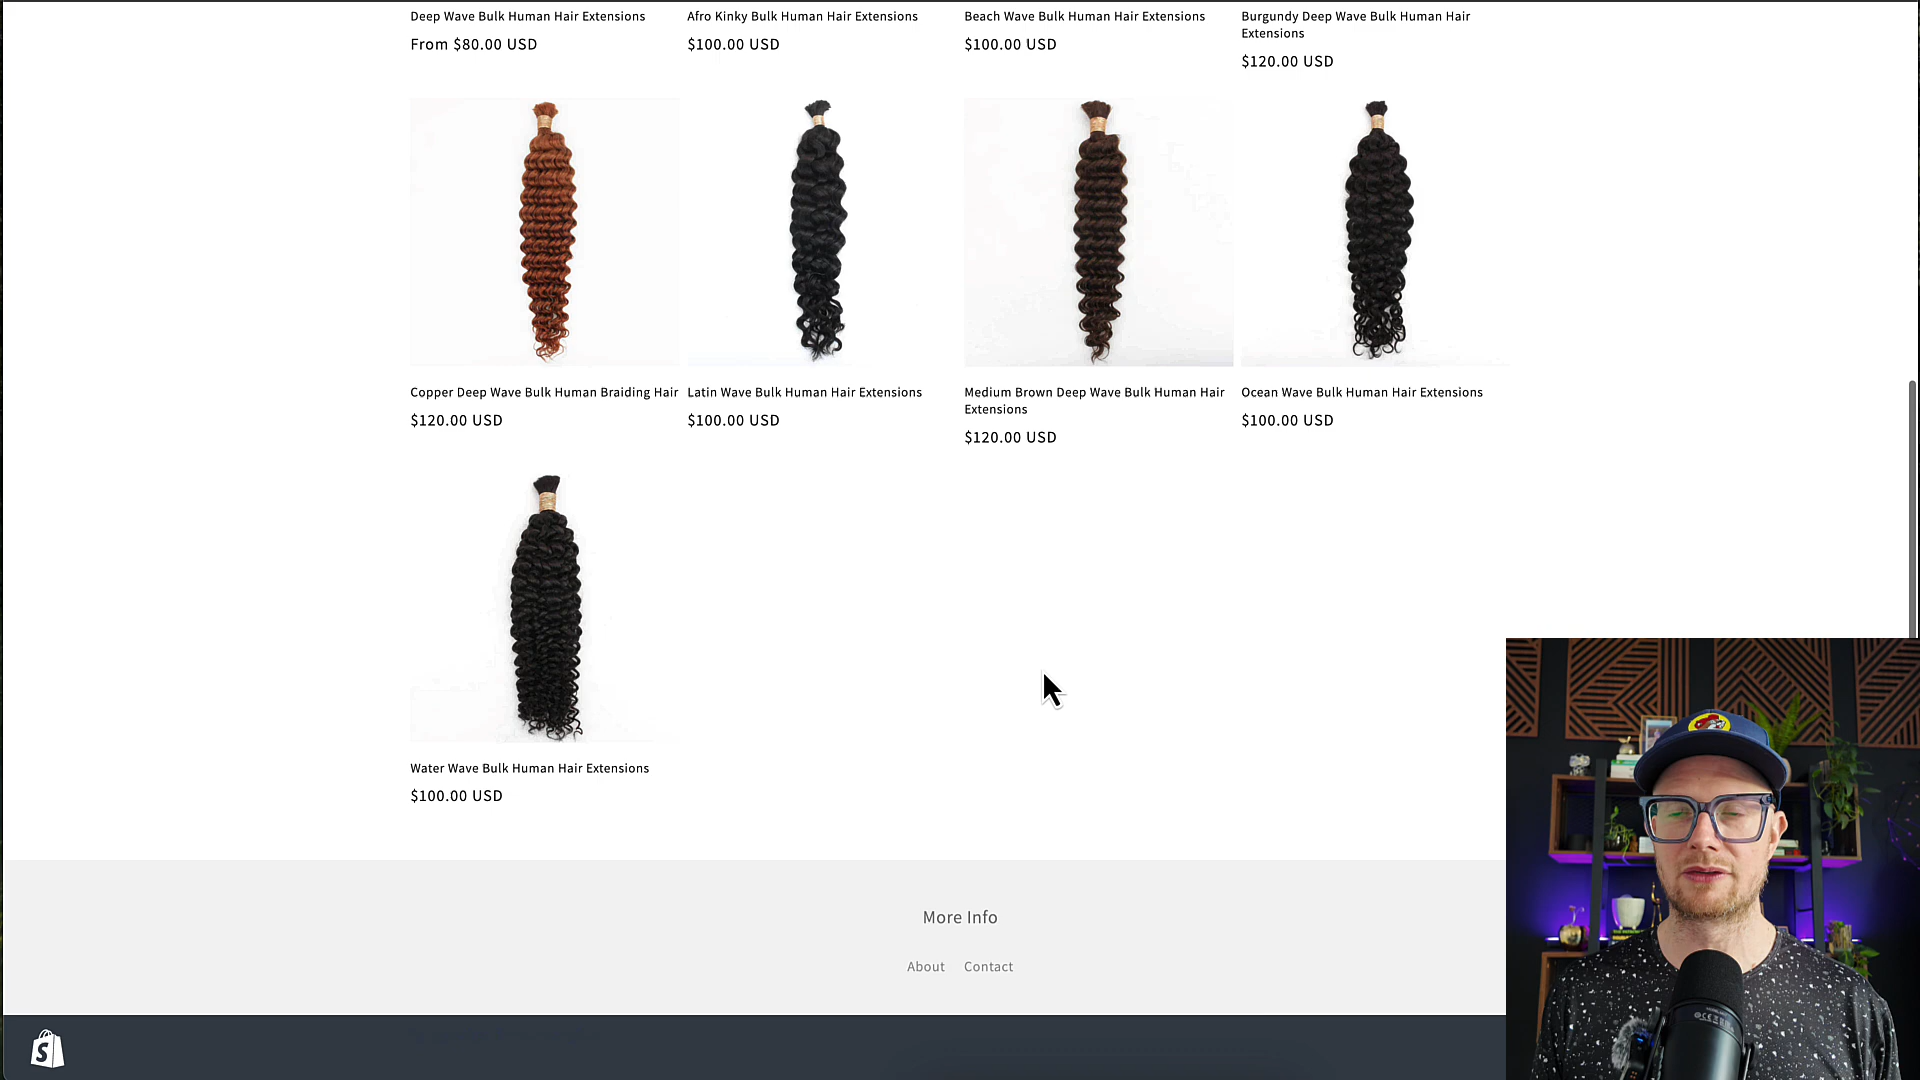 Deep Wave Bulk Human Hair Extensions
From $80.00 USD
Afro Kinky Bulk Human Hair Extensions
$100.00 USD
Beach Wave Bulk Human Hair Extensions
$100.00 USD
Burgundy Deep Wave Bulk Human Hair
Extensions
$120.00 USD
Copper Deep Wave Bulk Human Braiding Hair
$120.00 USD
Latin Wave Bulk Human Hair Extensions
$100.00 USD
Medium Brown Deep Wave Bulk Human Hair
Extensions
$120.00 USD
Ocean Wave Bulk Human Hair Extensions
$100.00 USD
Water Wave Bulk Human Hair Extensions
$100.00 USD
More Info
About
Contact
S